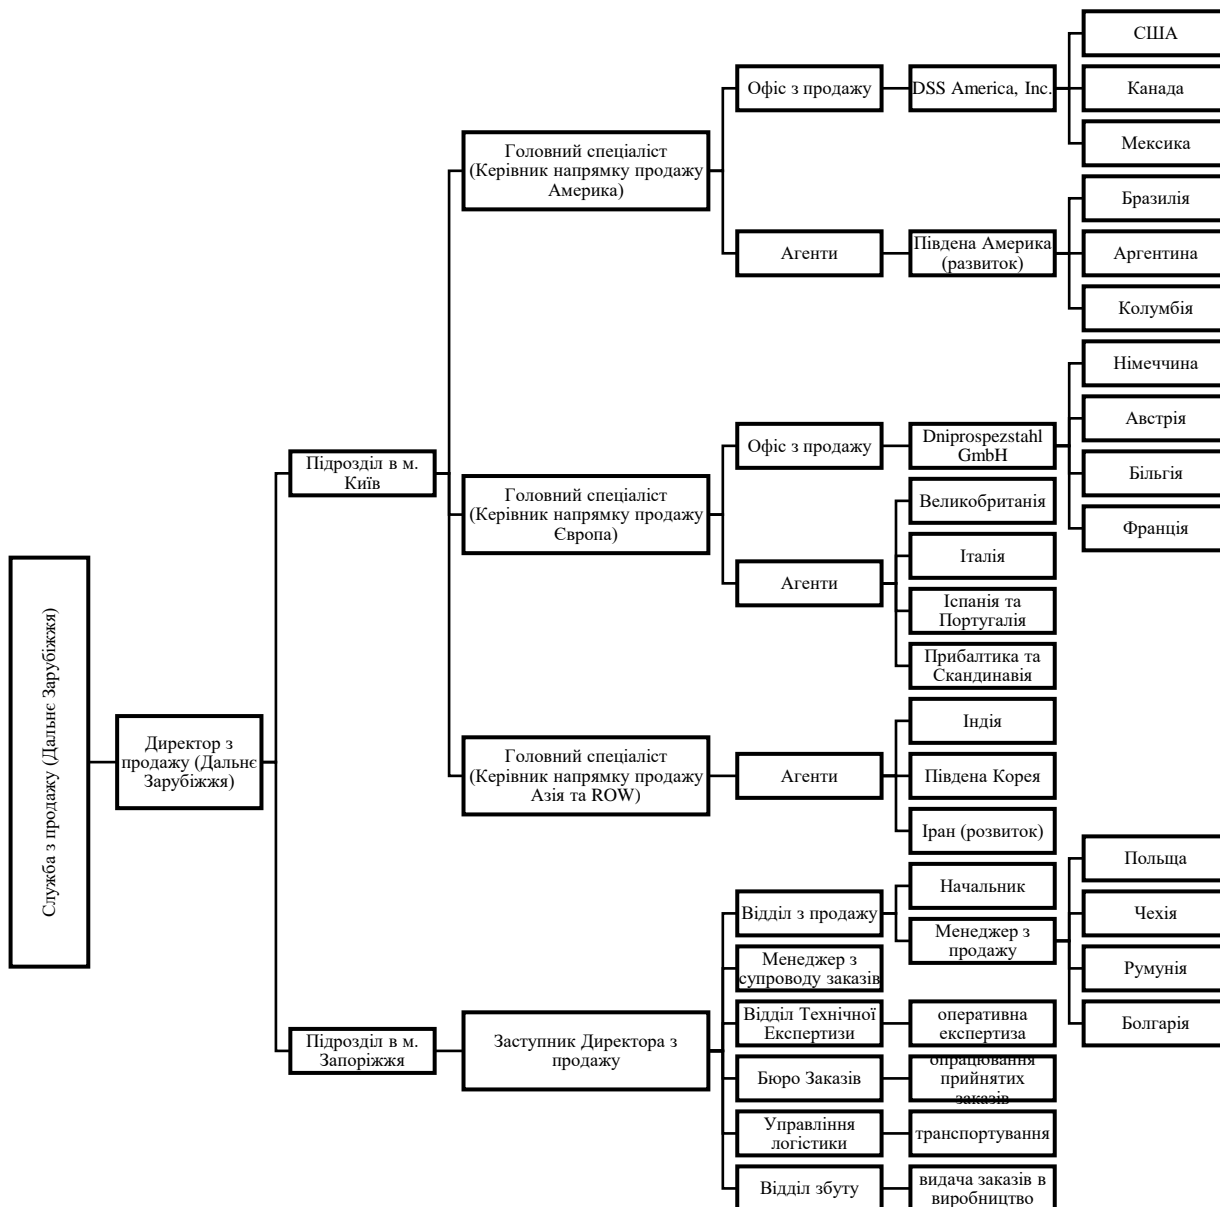 Служба з продажу (Дальнє Зарубіжжя)
Директор з
продажу (Дальнє
Зарубіжжя)
Підрозділ в м.
Київ
Головний спеціаліст
(Керівник напрямку продажу
Америка)
Офіс з продажу
DSS America, Inc.
США
Канада
Мексика
Агенти
Південа Америка
(развиток)
Бразилія
Аргентина
Колумбія
Головний спеціаліст
(Керівник напрямку продажу
Європа)
Офіс з продажу
Dniprospezstahl
GmbH
Німеччина
Австрія
Більгія
Франція
Агенти
Великобританія
Італія
Іспанія та
Португалія
Прибалтика та
Скандинавія
Головний спеціаліст
(Керівник напрямку продажу
Азія та ROW)
Агенти
Індія
Південа Корея
Іран (розвиток)
Підрозділ в м.
Запоріжжя
Заступник Директора з
продажу
Відділ з продажу
Начальник
Менеджер з
продажу
Польща
Чехія
Румунія
Болгарія
Менеджер з
супроводу заказів
Відділ Технічної
Експертизи
оперативна
експертиза
Бюро Заказів
опрацювання
прийнятих
заказів
Управління
логістики
транспортування
Відділ збуту
видача заказів в
виробництво